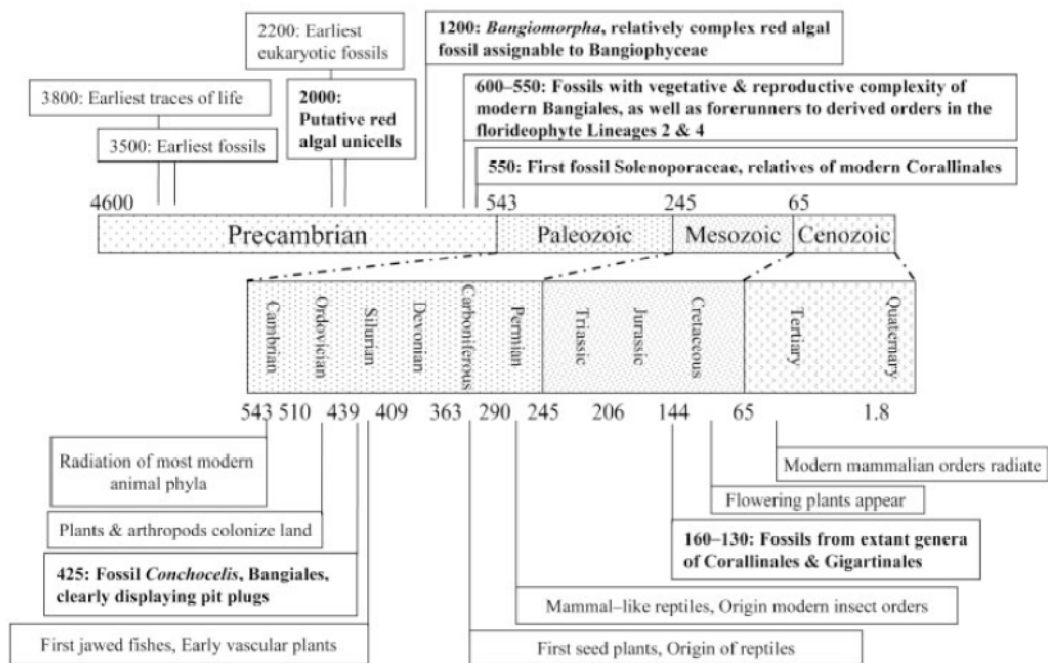 2200: Earliest
eukaryotic fossils
1200: Bangiomorpha, relatively complex red algal
fossil assignable to Bangiophyceae
3800: Earliest traces of life
2000:
Putative red
algal unicells
600–550: Fossils with vegetative & reproductive complexity of
modern Bangiales, as well as forerunners to derived orders in the
florideophyte Lineages 2 & 4
3500: Earliest fossils
550: First fossil Solenoporaceae, relatives of modern Corallinales
4600 543 245 65
Precambrian Paleozoic Mesozoic Cenozoic
Cambrian
Ordovician
Silurian
Devonian
Carboniferous
Permian
Triassic
Jurassic
Cretaceous
Tertiary
Quaternary
543 510 439 409 363 290 245 206 144 65 1.8
Radiation of most modern
animal phyla
Modern mammalian orders radiate
Flowering plants appear
Plants & arthropods colonize land
160–130: Fossils from extant genera
of Corallinales & Gigartinales
425: Fossil Conchocelis, Bangiales,
clearly displaying pit plugs
Mammal–like reptiles, Origin modern insect orders
First jawed fishes, Early vascular plants
First seed plants, Origin of reptiles